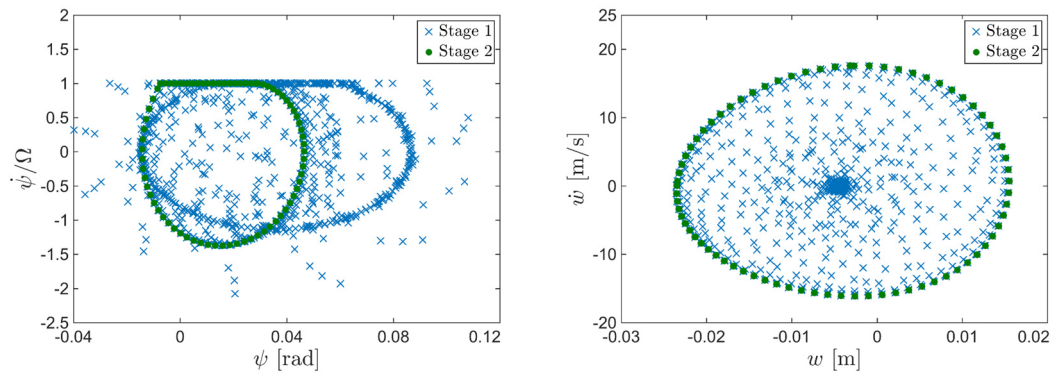 2
1.5
1
0.5
0
-0.5
-1
-1.5
-2
-2.5
-0.04 0 0.04 0.08 0.12
ψ̇/Ω
ψ [rad]
Stage 1
Stage 2
25
20
15
10
5
0
-5
-10
-15
-20
-0.03 -0.02 -0.01 0 0.01 0.02
ẇ [m/s]
w [m]
Stage 1
Stage 2